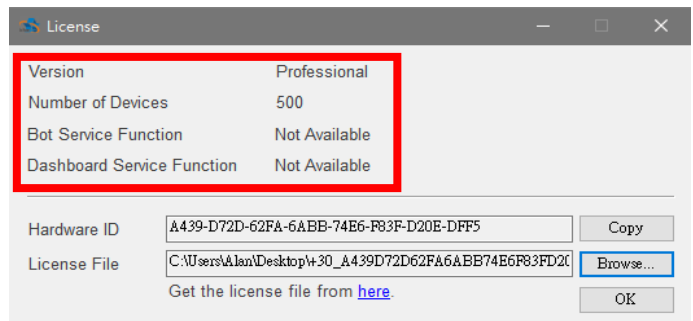 License
Version Professional
Number of Devices 500
Bot Service Function Not Available
Dashboard Service Function Not Available
Hardware ID A439-D72D-62FA-6ABB-74E6-F83F-D20E-DFF5 Copy
License File C:\Users\Alan\Desktop\+30_A439D72D62FA6ABB74E6F83FD20 Browse...
Get the license file from here.
OK